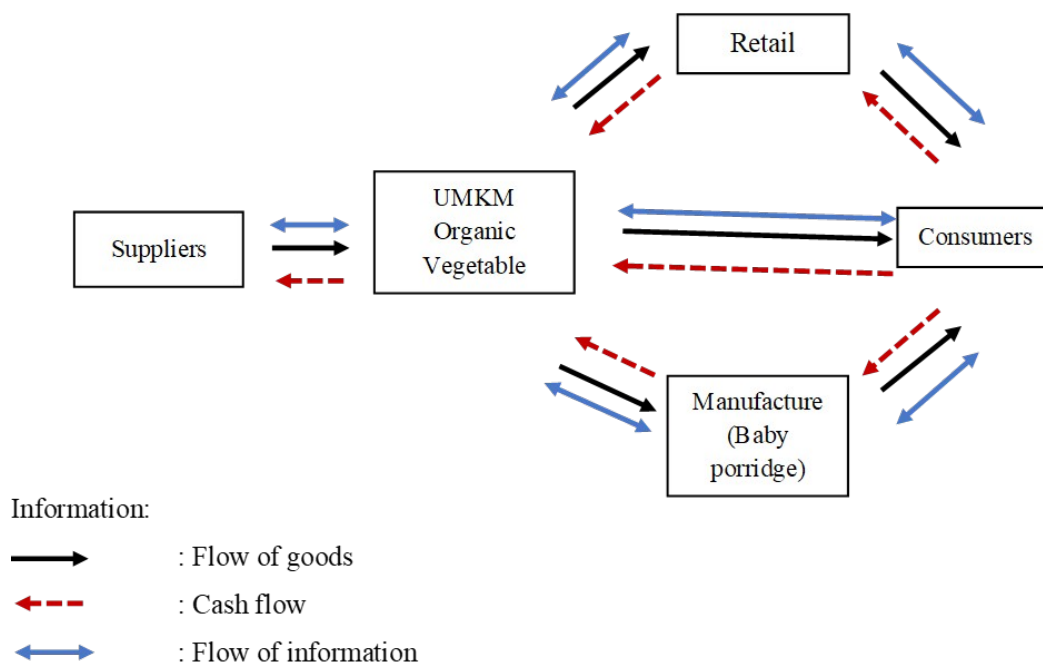 Retail
UMKM
Organic
Vegetable
Suppliers
Consumers
Manufacture
(Baby
porridge)
Information:
: Flow of goods
: Cash flow
: Flow of information